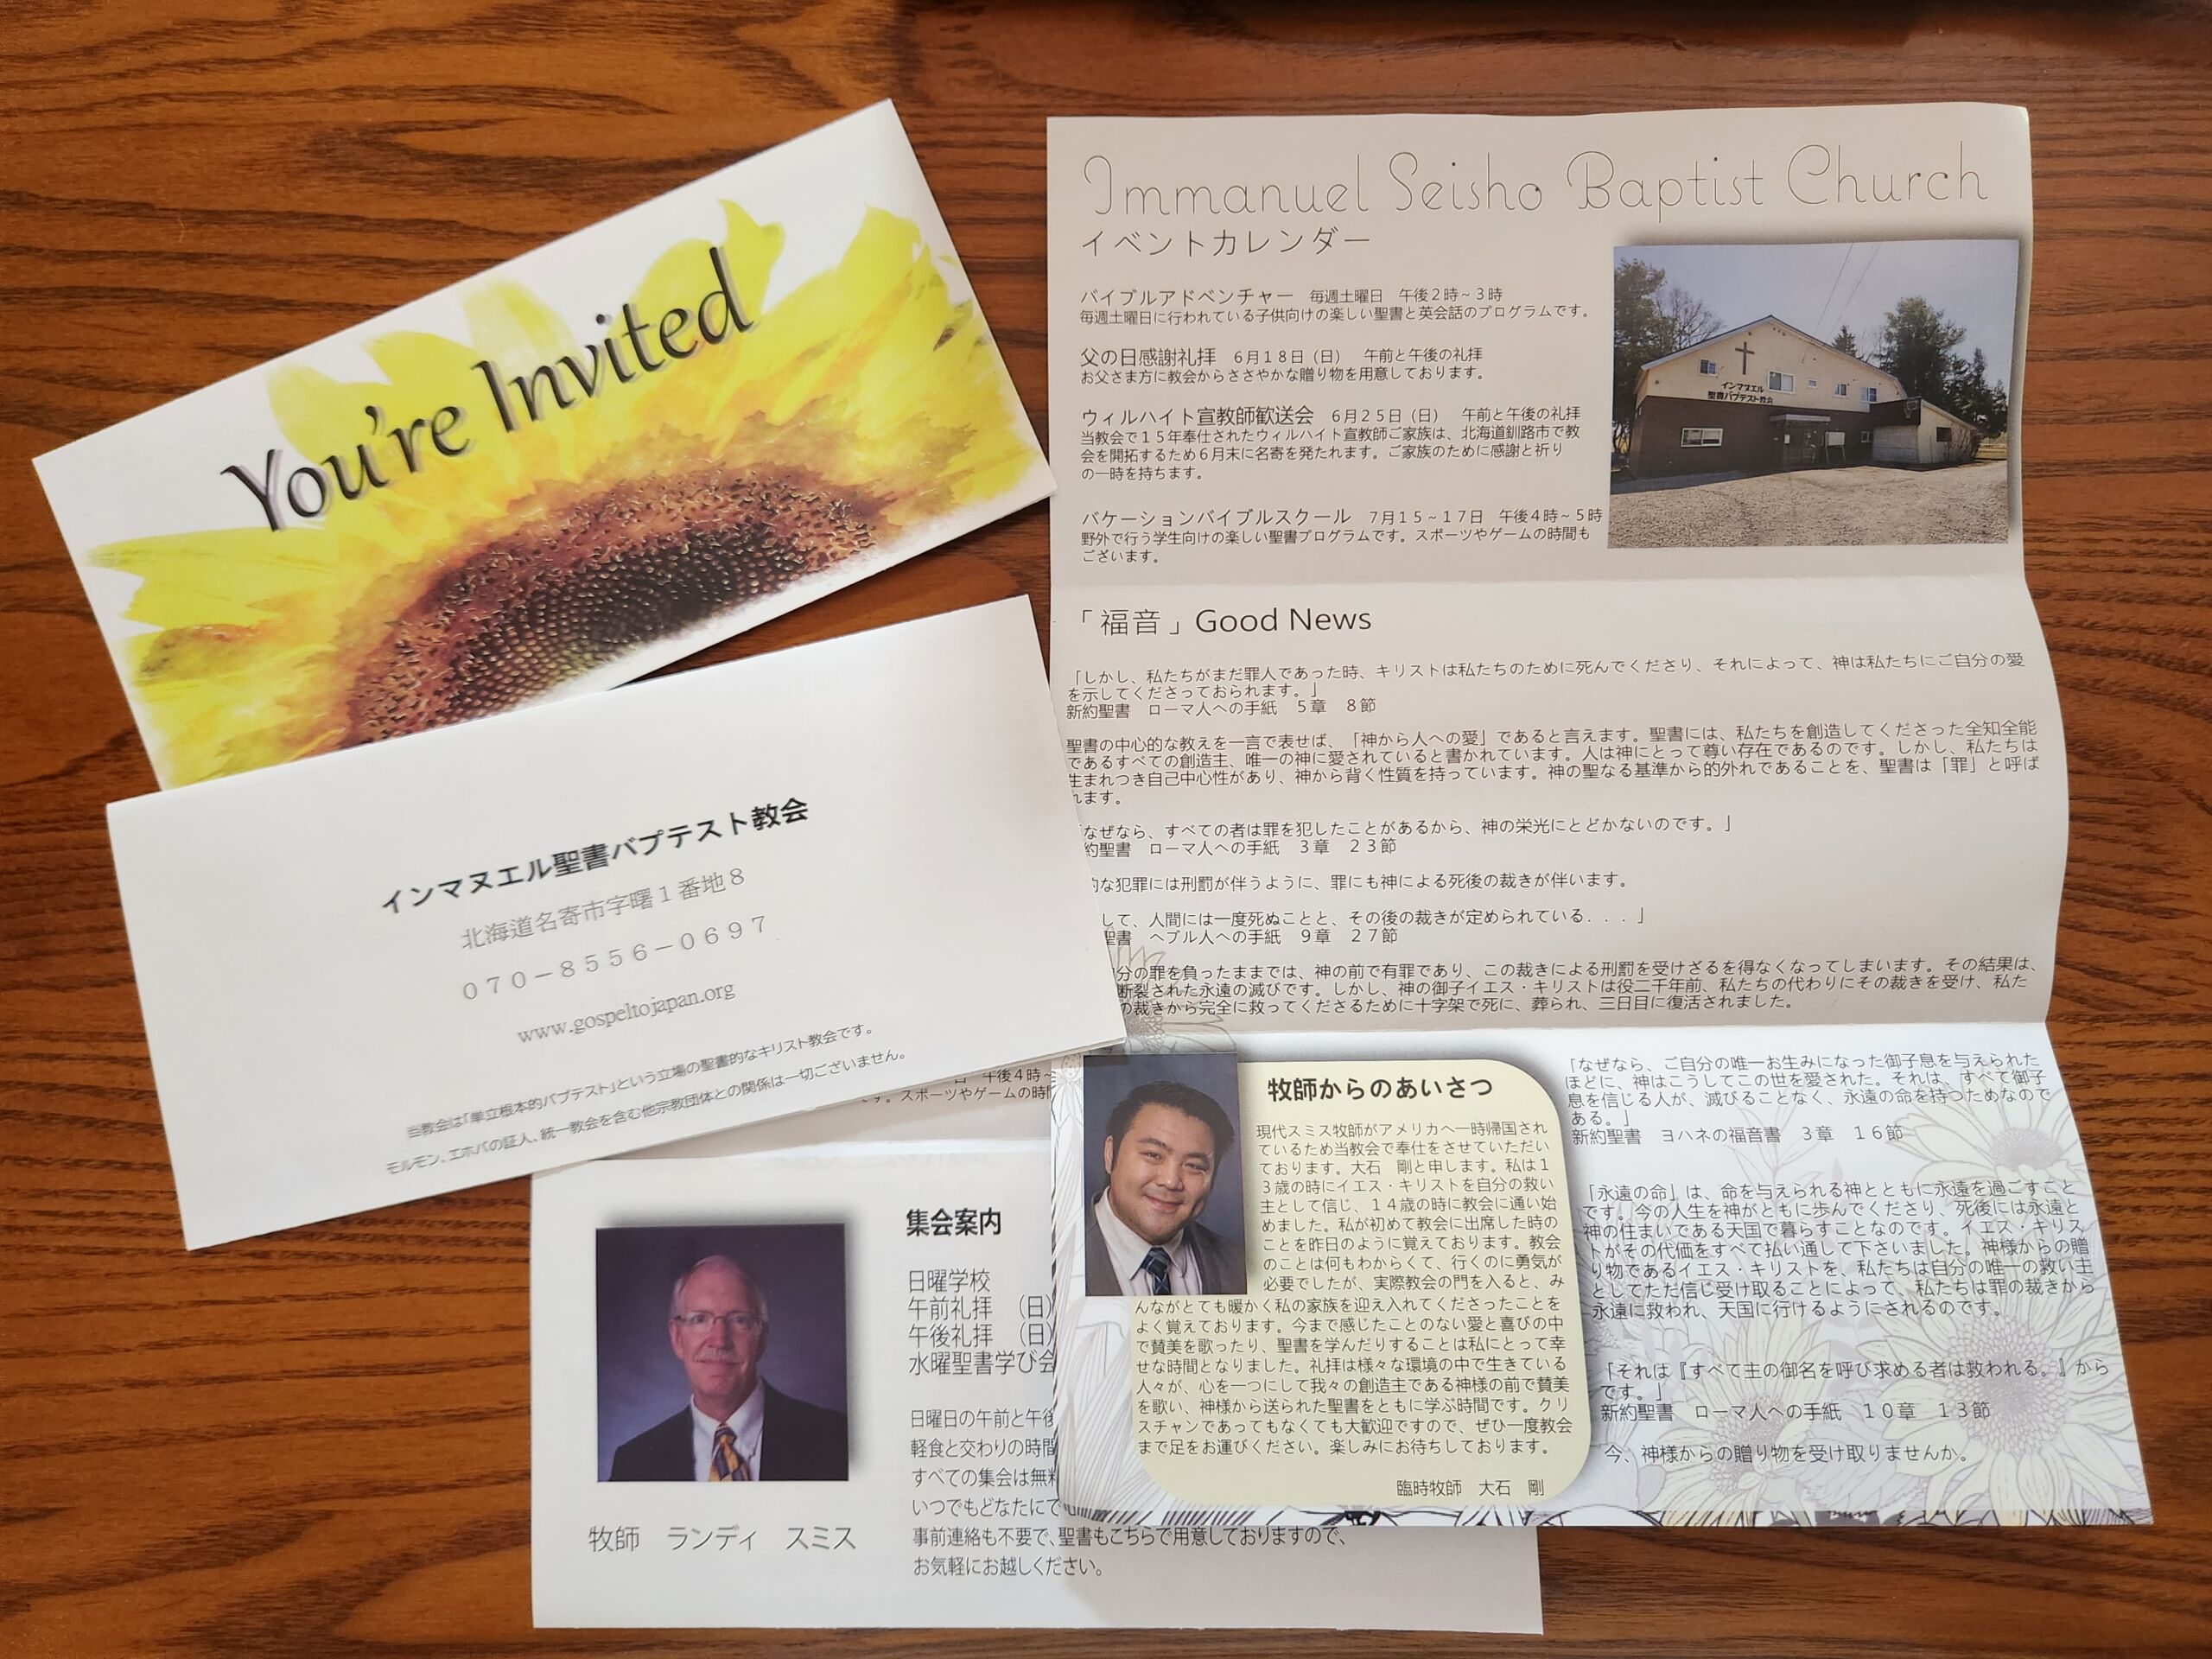 You're Invited
インマヌエル聖書バプテスト教会
北海道名寄市字曙１番地８
０７０－８５５６－０６９７
www.gospeltojapan.org
当教会は「単立根本的バプテスト」という立場の聖書的なキリスト教会です。
モルモン、エホバの証人、統一教会を含む他宗教団体との関係は一切ございません。
Immanuel Seisho Baptist Church
イベントカレンダー
バイブルアドベンチャー　毎週土曜日　午後２時～３時
毎週土曜日に行われている子供向けの楽しい聖書と英会話のプログラムです。
父の日感謝礼拝　６月１８日（日）　午前と午後の礼拝
お父さま方に教会からささやかな贈り物を用意しております。
ウィルハイト宣教師歓送会　６月２５日（日）　午前と午後の礼拝
当教会で１５年奉仕されたウィルハイト宣教師ご家族は、北海道釧路市で教
会を開拓するため６月末に名寄を発たれます。ご家族のために感謝と祈り
の一時を持ちます。
バケーションバイブルスクール　７月１５～１７日　午後４時～５時
野外で行う学生向けの楽しい聖書プログラムです。スポーツやゲームの時間も
ございます。
インマヌエル
聖書バプテスト教会
「福音」Good News
「しかし、私たちがまだ罪人であった時、キリストは私たちのために死んでくださり、それによって、神は私たちにご自分の愛
を示してくださっておられます。」
新約聖書　ローマ人への手紙　５章　８節
聖書の中心的な教えを一言で表せば、「神から人への愛」であると言えます。聖書には、私たちを創造してくださった全知全能
であるすべての創造主、唯一の神に愛されていると書かれています。人は神にとって尊い存在であるのです。しかし、私たちは
生まれつき自己中心性があり、神から背く性質を持っています。神の聖なる基準から的外れであることを、聖書は「罪」と呼ば
れます。
なぜなら、すべての者は罪を犯したことがあるから、神の栄光にとどかないのです。」
約聖書　ローマ人への手紙　３章　２３節
的な犯罪には刑罰が伴うように、罪にも神による死後の裁きが伴います。
して、人間には一度死ぬことと、その後の裁きが定められている．．．」
聖書　ヘブル人への手紙　９章　２７節
分の罪を負ったままでは、神の前で有罪であり、この裁きによる刑罰を受けざるを得なくなってしまいます。その結果は、
断裂された永遠の滅びです。しかし、神の御子イエス・キリストは役二千年前、私たちの代わりにその裁きを受け、私た
の裁きから完全に救ってくださるために十字架で死に、葬られ、三日目に復活されました。
牧師からのあいさつ
現代スミス牧師がアメリカへ一時帰国され
ているため当教会で奉仕をさせていただい
ております。大石　剛と申します。私は１
３歳の時にイエス・キリストを自分の救い
主として信じ、１４歳の時に教会に通い始
めました。私が初めて教会に出席した時の
ことを昨日のように覚えております。教会
のことは何もわからくて、行くのに勇気が
必要でしたが、実際教会の門を入ると、み
んながとても暖かく私の家族を迎え入れてくださったことを
よく覚えております。今まで感じたことのない愛と喜びの中
で賛美を歌ったり、聖書を学んだりすることは私にとって幸
せな時間となりました。礼拝は様々な環境の中で生きている
人々が、心を一つにして我々の創造主である神様の前で賛美
を歌い、神様から送られた聖書をともに学ぶ時間です。クリ
スチャンであってもなくても大歓迎ですので、ぜひ一度教会
まで足をお運びください。楽しみにお待ちしております。
臨時牧師　大石　剛
「なぜなら、ご自分の唯一お生みになった御子息を与えられた
ほどに、神はこうしてこの世を愛された。それは、すべて御子
息を信じる人が、滅びることなく、永遠の命を持つためなので
ある。」
新約聖書　ヨハネの福音書　３章　１６節
「永遠の命」は、命を与えられる神とともに永遠を過ごすこと
です。今の人生を神がともに歩んでくださり、死後には永遠と
神の住まいである天国で暮らすことなのです。イエス・キリス
トがその代価をすべて払い通して下さいました。神様からの贈
り物であるイエス・キリストを、私たちは自分の唯一の救い主
としてただ信じ受け取ることによって、私たちは罪の裁きから
永遠に救われ、天国に行けるようにされるのです。
「それは『すべて主の御名を呼び求める者は救われる。』から
です。」
新約聖書　ローマ人への手紙　１０章　１３節
今、神様からの贈り物を受け取りませんか。
日　午後４時～
す。スポーツやゲームの時間
集会案内
日曜学校
午前礼拝　（日）
午後礼拝　（日）
水曜聖書学び会
日曜日の午前と午後
軽食と交わりの時間
すべての集会は無料
いつでもどなたにで
事前連絡も不要で、聖書もこちらで用意しておりますので、
お気軽にお越しください。
牧師　ランディ　スミス